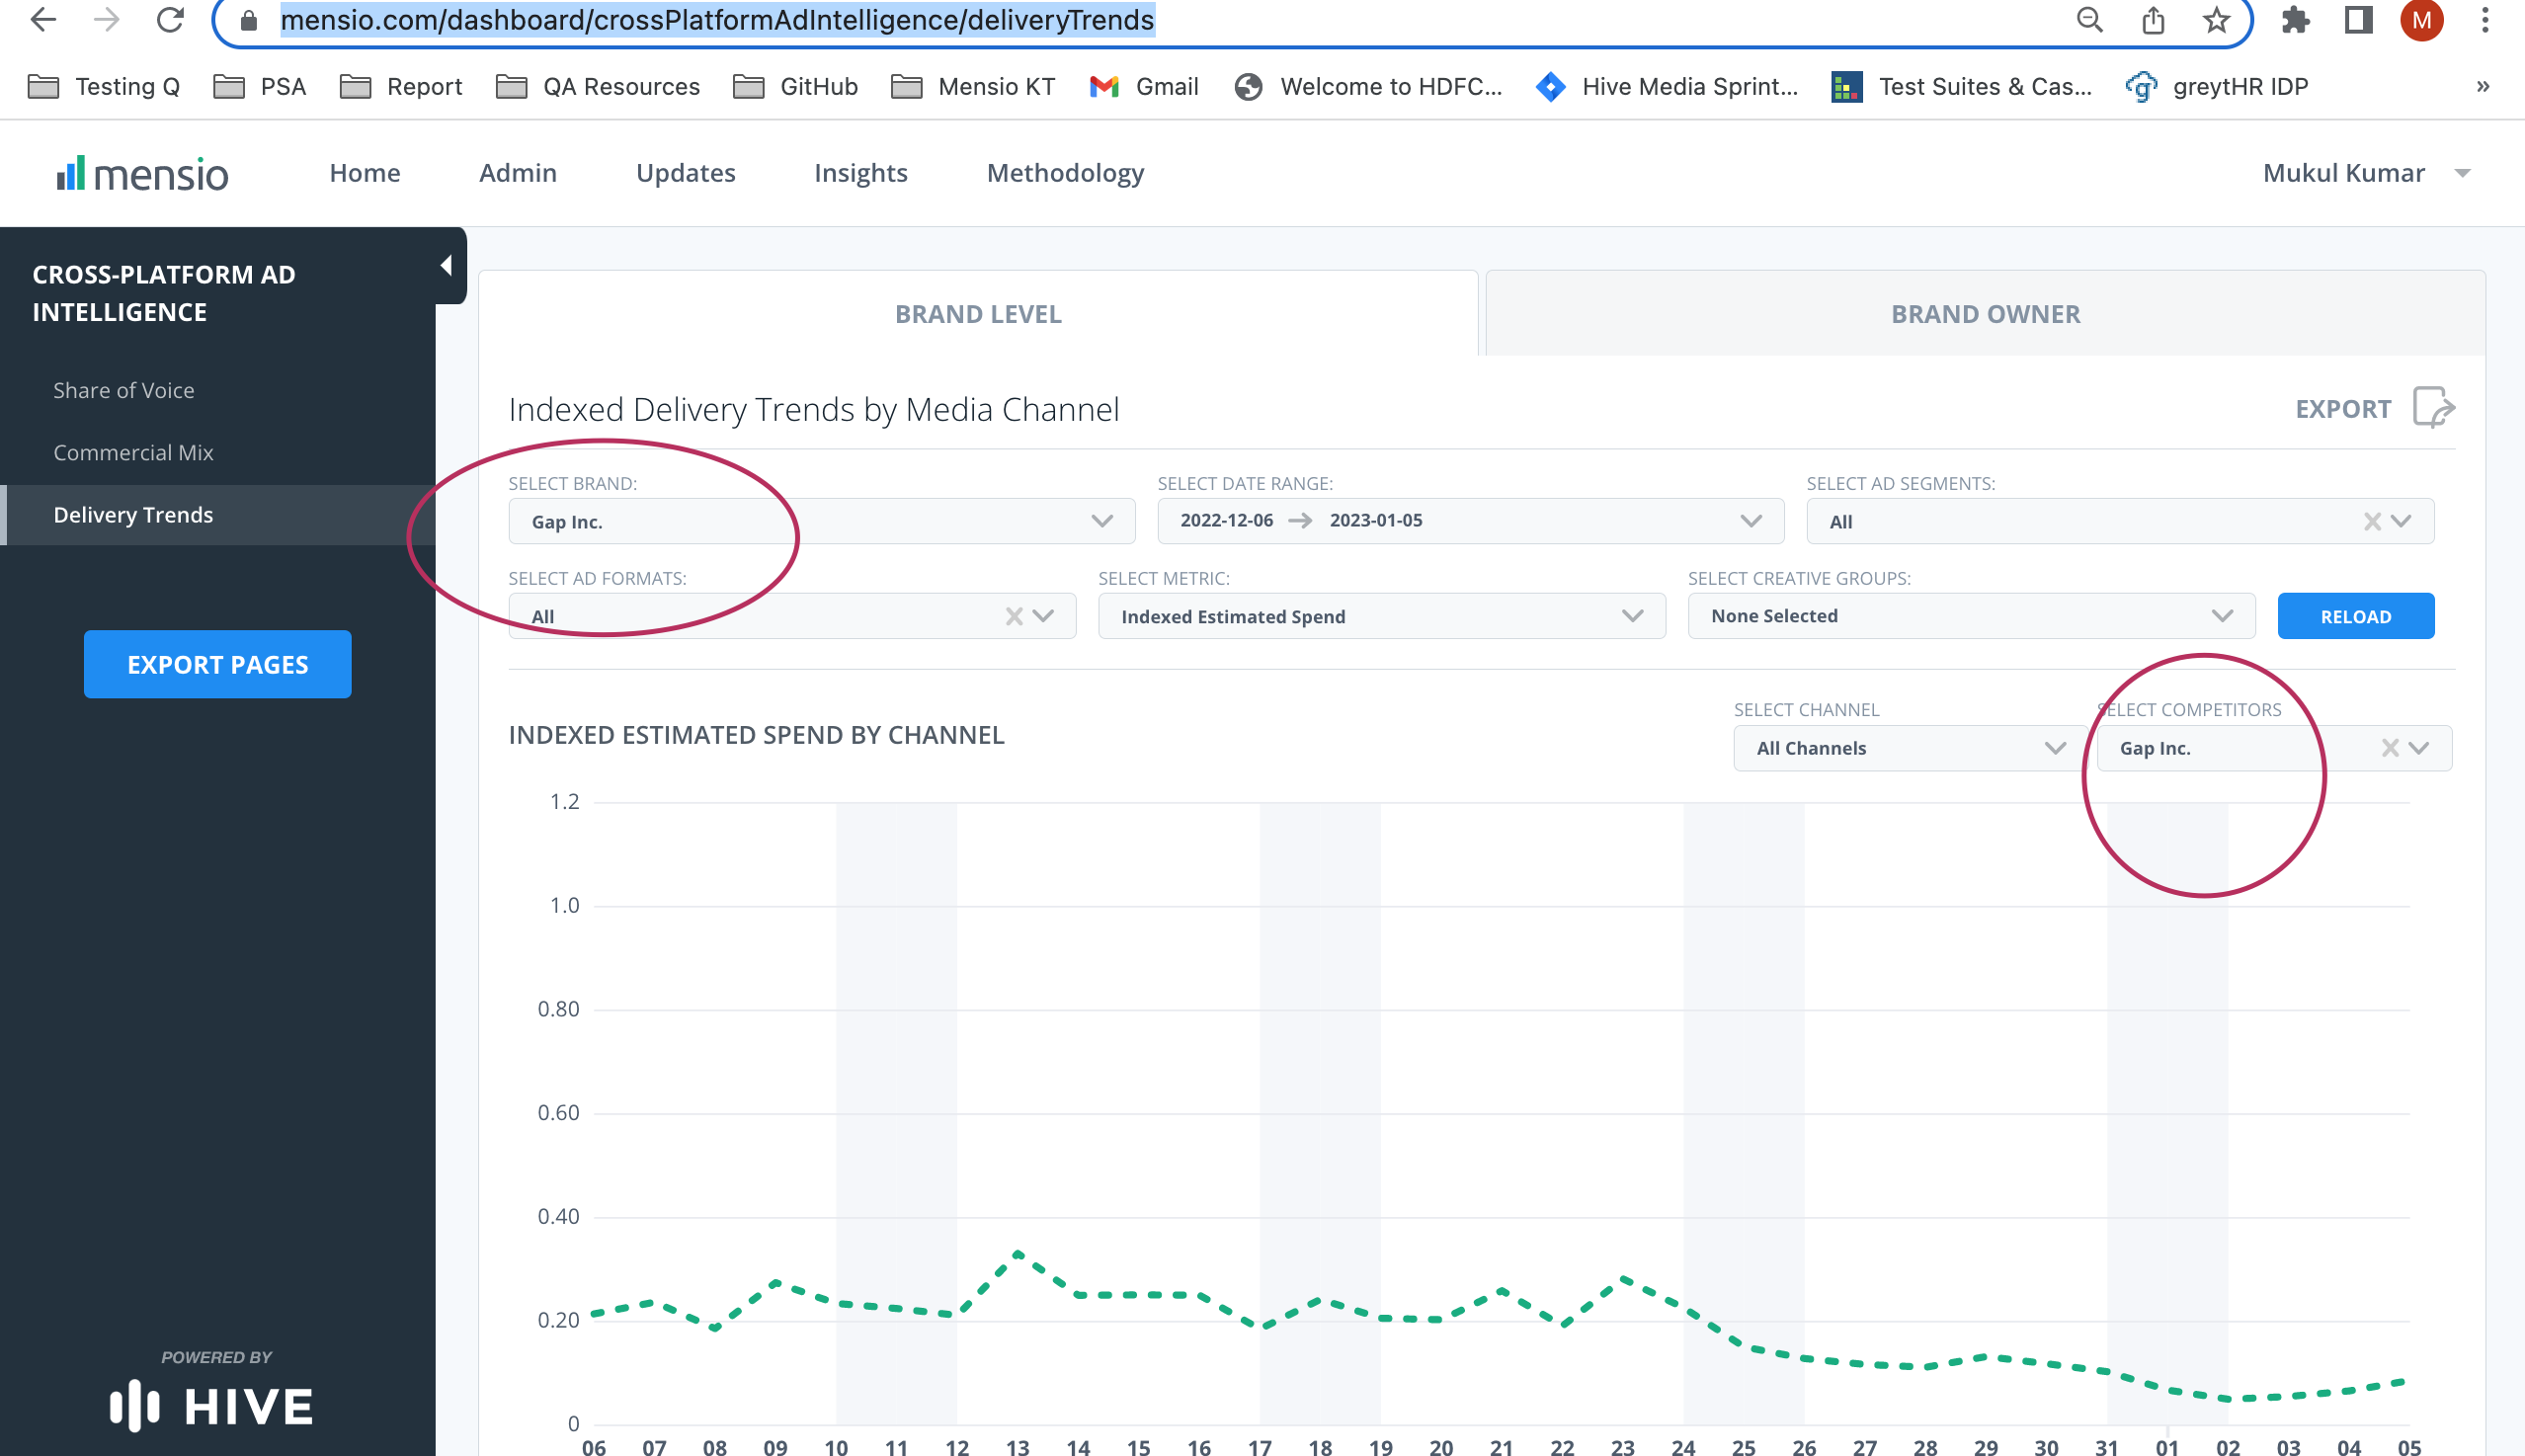 mensio.com/dashboard/crossPlatformAdIntelligence/deliveryTrends
M
Testing Q
PSA
Report
QA Resources
GitHub
Mensio KT
Gmail
Welcome to HDFC...
Hive Media Sprint...
Test Suites & Cas...
greytHR IDP
»
mensio
Home
Admin
Updates
Insights
Methodology
Mukul Kumar
CROSS-PLATFORM AD
INTELLIGENCE
Share of Voice
Commercial Mix
Delivery Trends
EXPORT PAGES
POWERED BY
HIVE
BRAND LEVEL
BRAND OWNER
Indexed Delivery Trends by Media Channel
EXPORT
SELECT BRAND:
Gap Inc.
SELECT DATE RANGE:
2022-12-06 → 2023-01-05
SELECT AD SEGMENTS:
All
SELECT AD FORMATS:
All
SELECT METRIC:
Indexed Estimated Spend
SELECT CREATIVE GROUPS:
None Selected
RELOAD
INDEXED ESTIMATED SPEND BY CHANNEL
SELECT CHANNEL
All Channels
SELECT COMPETITORS
Gap Inc.
1.2
1.0
0.80
0.60
0.40
0.20
0
06 07 08 09 10 11 12 13 14 15 16 17 18 19 20 21 22 23 24 25 26 27 28 29 30 31 01 02 03 04 05